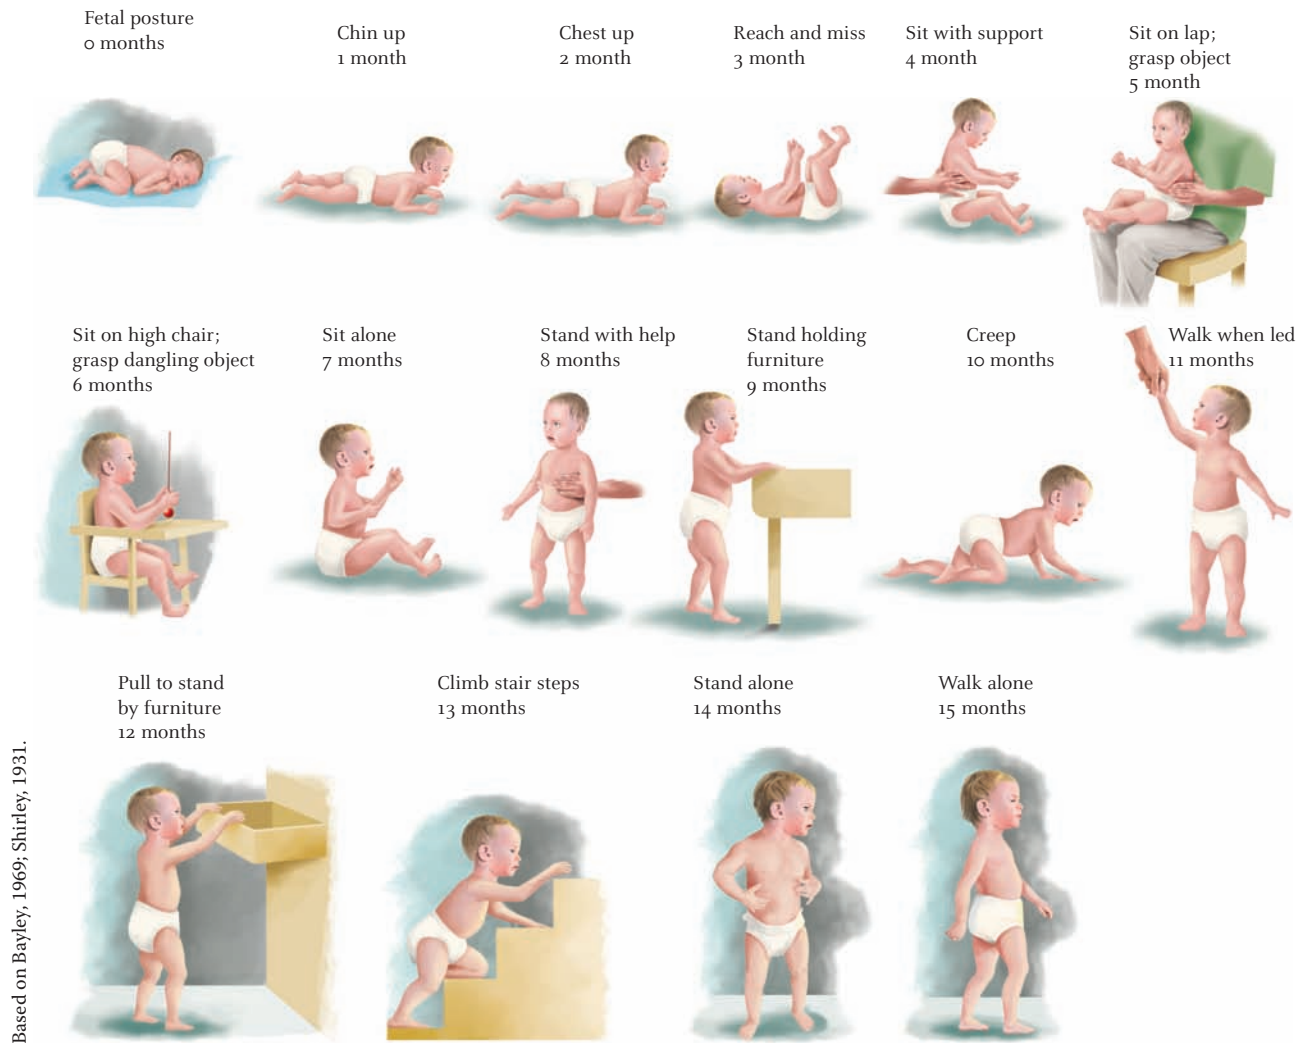 Fetal posture
0 months
Chin up
1 month
Chest up
2 month
Reach and miss
3 month
Sit with support
4 month
Sit on lap;
grasp object
5 month
Sit on high chair;
grasp dangling object
6 months
Sit alone
7 months
Stand with help
8 months
Stand holding
furniture
9 months
Creep
10 months
Walk when led
11 months
Pull to stand
by furniture
12 months
Climb stair steps
13 months
Stand alone
14 months
Walk alone
15 months
Based on Bayley, 1969; Shirley, 1931.